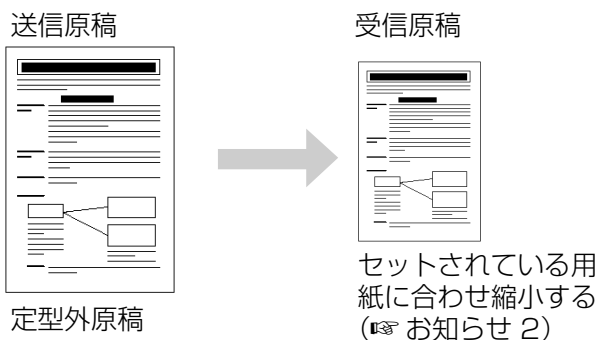 送信原稿
受信原稿
定型外原稿
セットされている用
紙に合わせ縮小する
(☞ お知らせ 2)